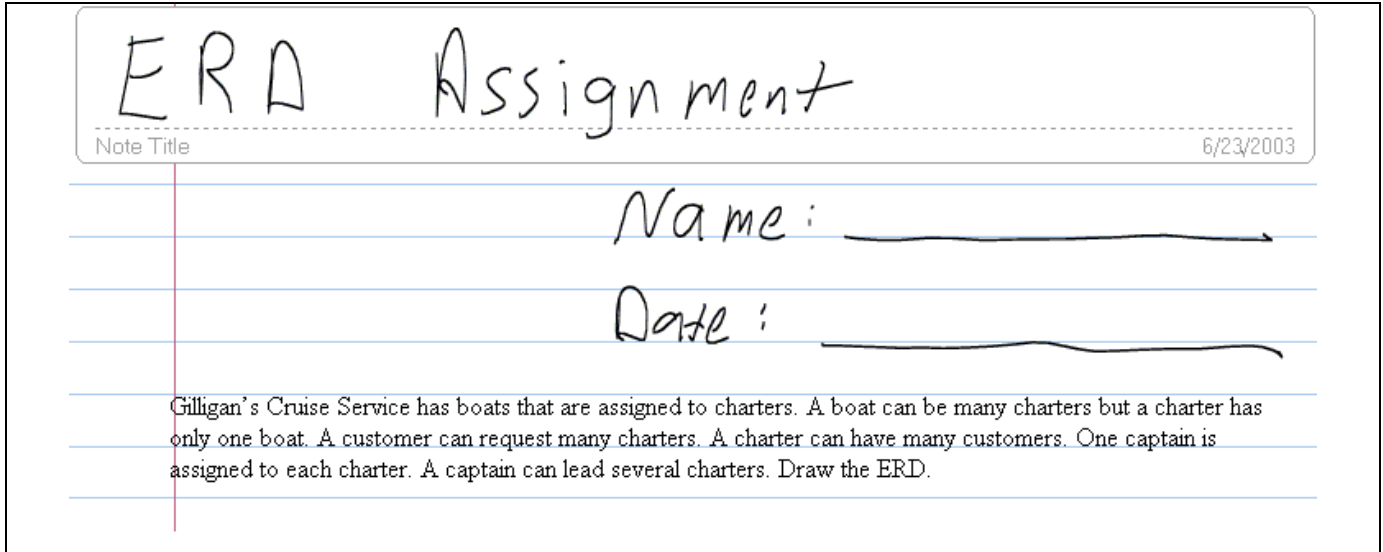 ERD Assignment
Note Title
6/23/2003
Name:
Date:
Gilligan's Cruise Service has boats that are assigned to charters. A boat can be many charters but a charter has
only one boat. A customer can request many charters. A charter can have many customers. One captain is
assigned to each charter. A captain can lead several charters. Draw the ERD.